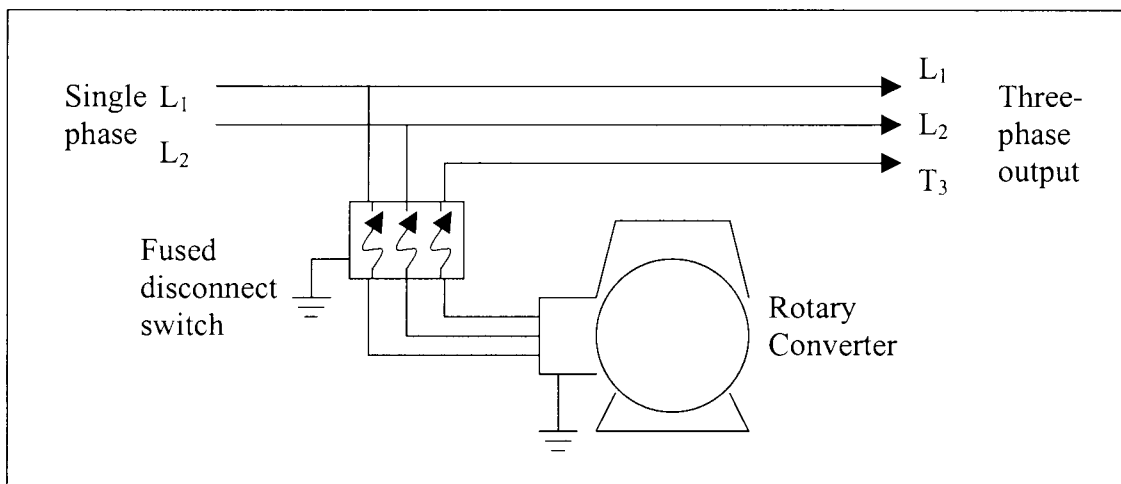 Single L₁
phase
L₂
L₁
L₂
T₃
Three-
phase
output
Fused
disconnect
switch
Rotary
Converter